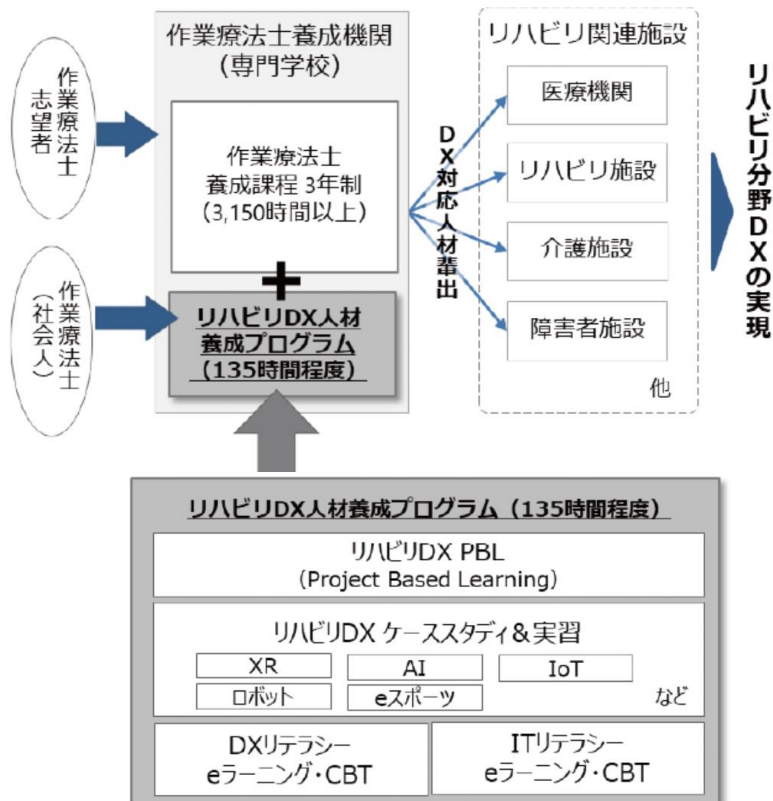 作業療法士
志望者
作業療法士
（社会人）
作業療法士養成機関
（専門学校）
作業療法士
養成課程 3年制
（3,150時間以上）
＋
リハビリDX人材
養成プログラム
（135時間程度）
DX対応人材輩出
リハビリ関連施設
医療機関
リハビリ施設
介護施設
障害者施設
他
リハビリ分野DXの実現
リハビリDX人材養成プログラム（135時間程度）
リハビリDX PBL
（Project Based Learning）
リハビリDX ケーススタディ&実習
XR
AI
IoT
ロボット
eスポーツ
など
DXリテラシー
eラーニング・CBT
ITリテラシー
eラーニング・CBT